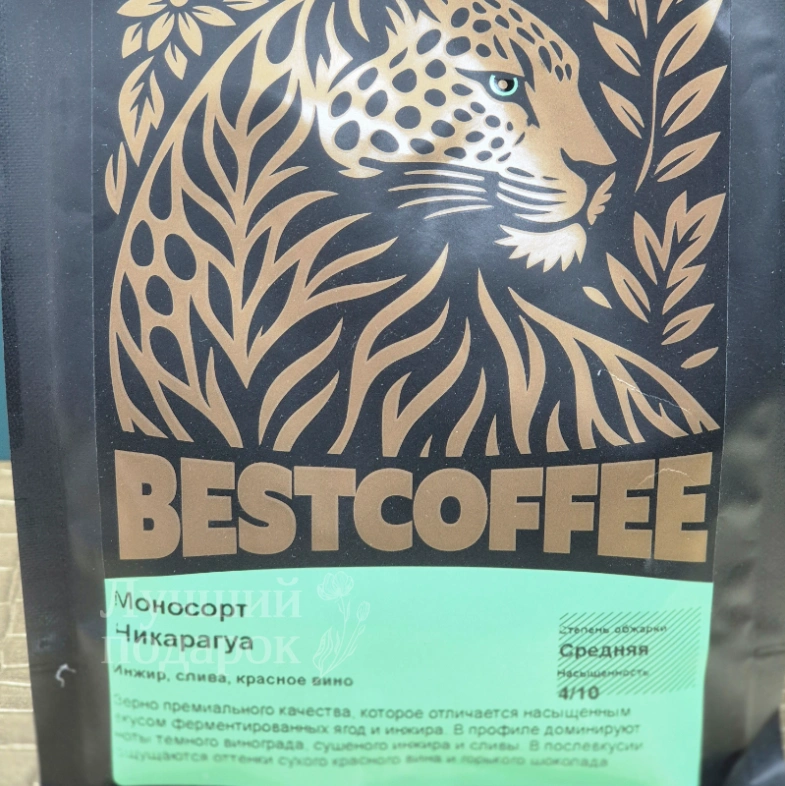 BESTCOFFEE
Моносорт
Никарагуа
Инжир, слива, красное вино
Степень обжарки
Средняя
Насыщенность
4/10
Зерно премиального качества, которое отличается насыщенным
вкусом ферментированных ягод и инжира. В профиле доминируют
ноты темного винограда, сушеного инжира и сливы. В послевкусии
ощущаются оттенки сухого красного вина и горького шоколада
Лучший
подарок